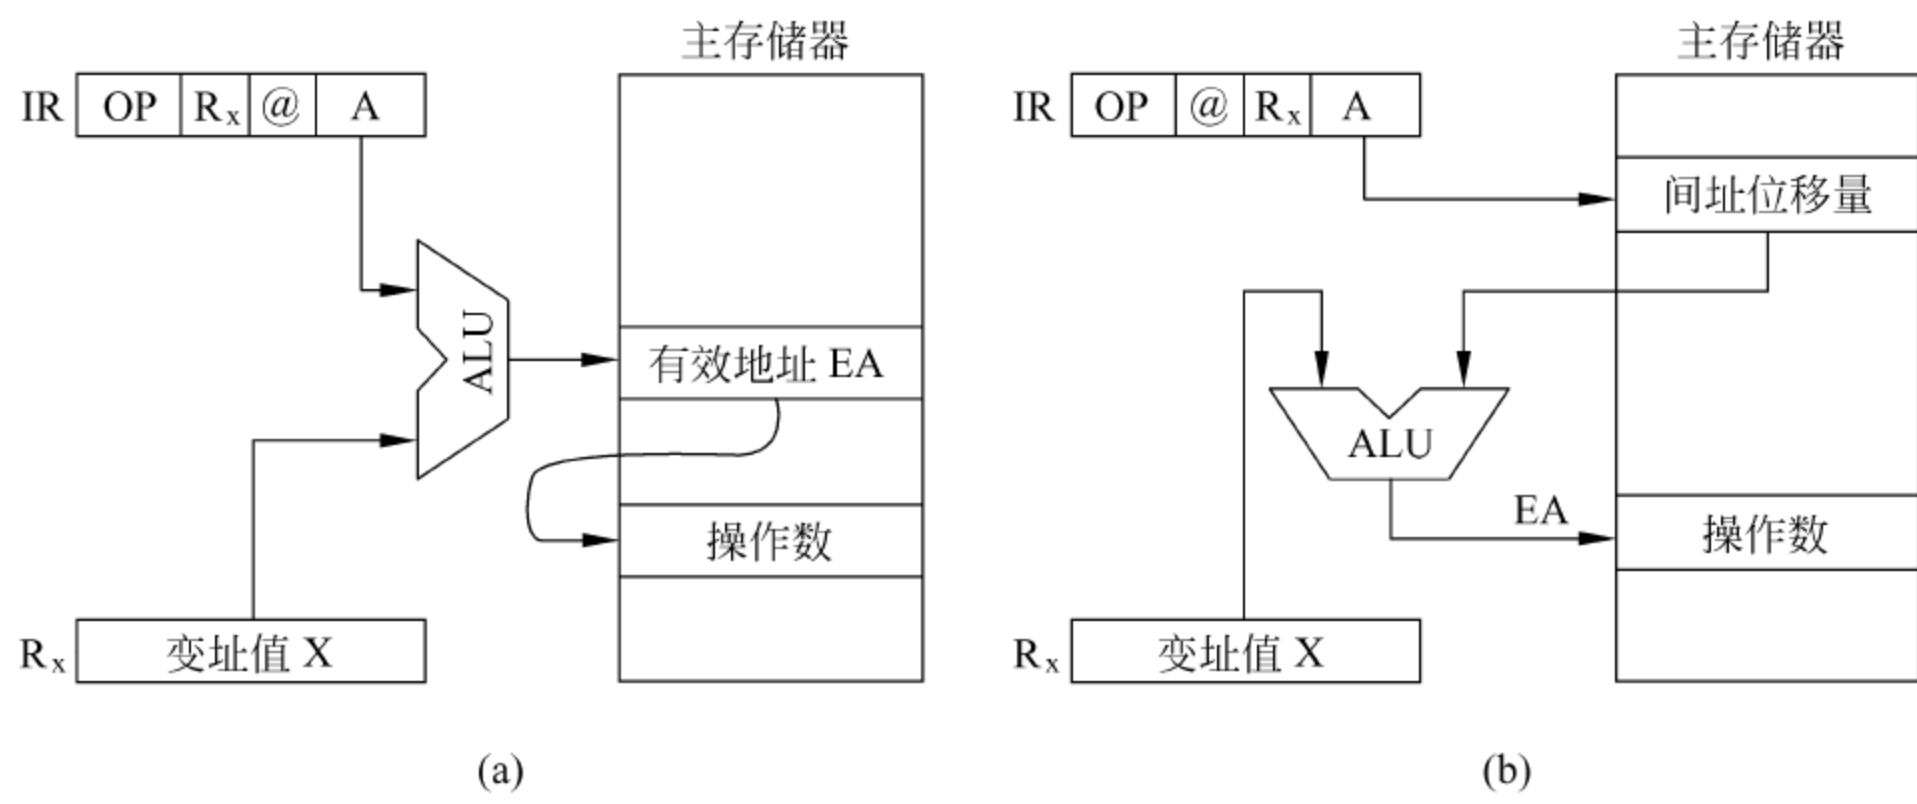 主存储器
IR OP Rx @ A
ALU
有效地址 EA
操作数
Rx 变址值 X
(a)
主存储器
IR OP @ Rx A
间址位移量
ALU
EA
操作数
Rx 变址值 X
(b)